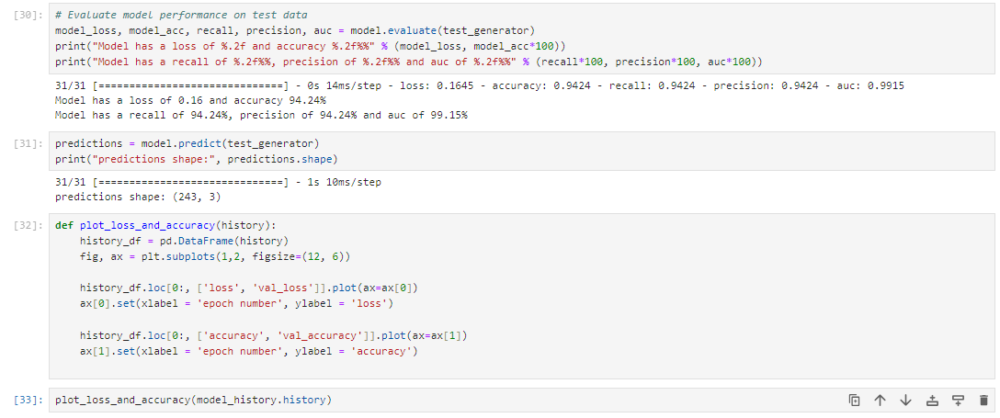 [30]: # Evaluate model performance on test data
model_loss, model_acc, recall, precision, auc = model.evaluate(test_generator)
print("Model has a loss of %.2f and accuracy %.2f%%" % (model_loss, model_acc*100))
print("Model has a recall of %.2f%%, precision of %.2f%% and auc of %.2f%%" % (recall*100, precision*100, auc*100))
31/31 [==============================] - 0s 14ms/step - loss: 0.1645 - accuracy: 0.9424 - recall: 0.9424 - precision: 0.9424 - auc: 0.9915
Model has a loss of 0.16 and accuracy 94.24%
Model has a recall of 94.24%, precision of 94.24% and auc of 99.15%
[31]: predictions = model.predict(test_generator)
print("predictions shape:", predictions.shape)
31/31 [==============================] - 1s 10ms/step
predictions shape: (243, 3)
[32]: def plot_loss_and_accuracy(history):
    history_df = pd.DataFrame(history)
    fig, ax = plt.subplots(1,2, figsize=(12, 6))
    history_df.loc[0:, ['loss', 'val_loss']].plot(ax=ax[0])
    ax[0].set(xlabel = 'epoch number', ylabel = 'loss')
    history_df.loc[0:, ['accuracy', 'val_accuracy']].plot(ax=ax[1])
    ax[1].set(xlabel = 'epoch number', ylabel = 'accuracy')
[33]: plot_loss_and_accuracy(model_history.history)